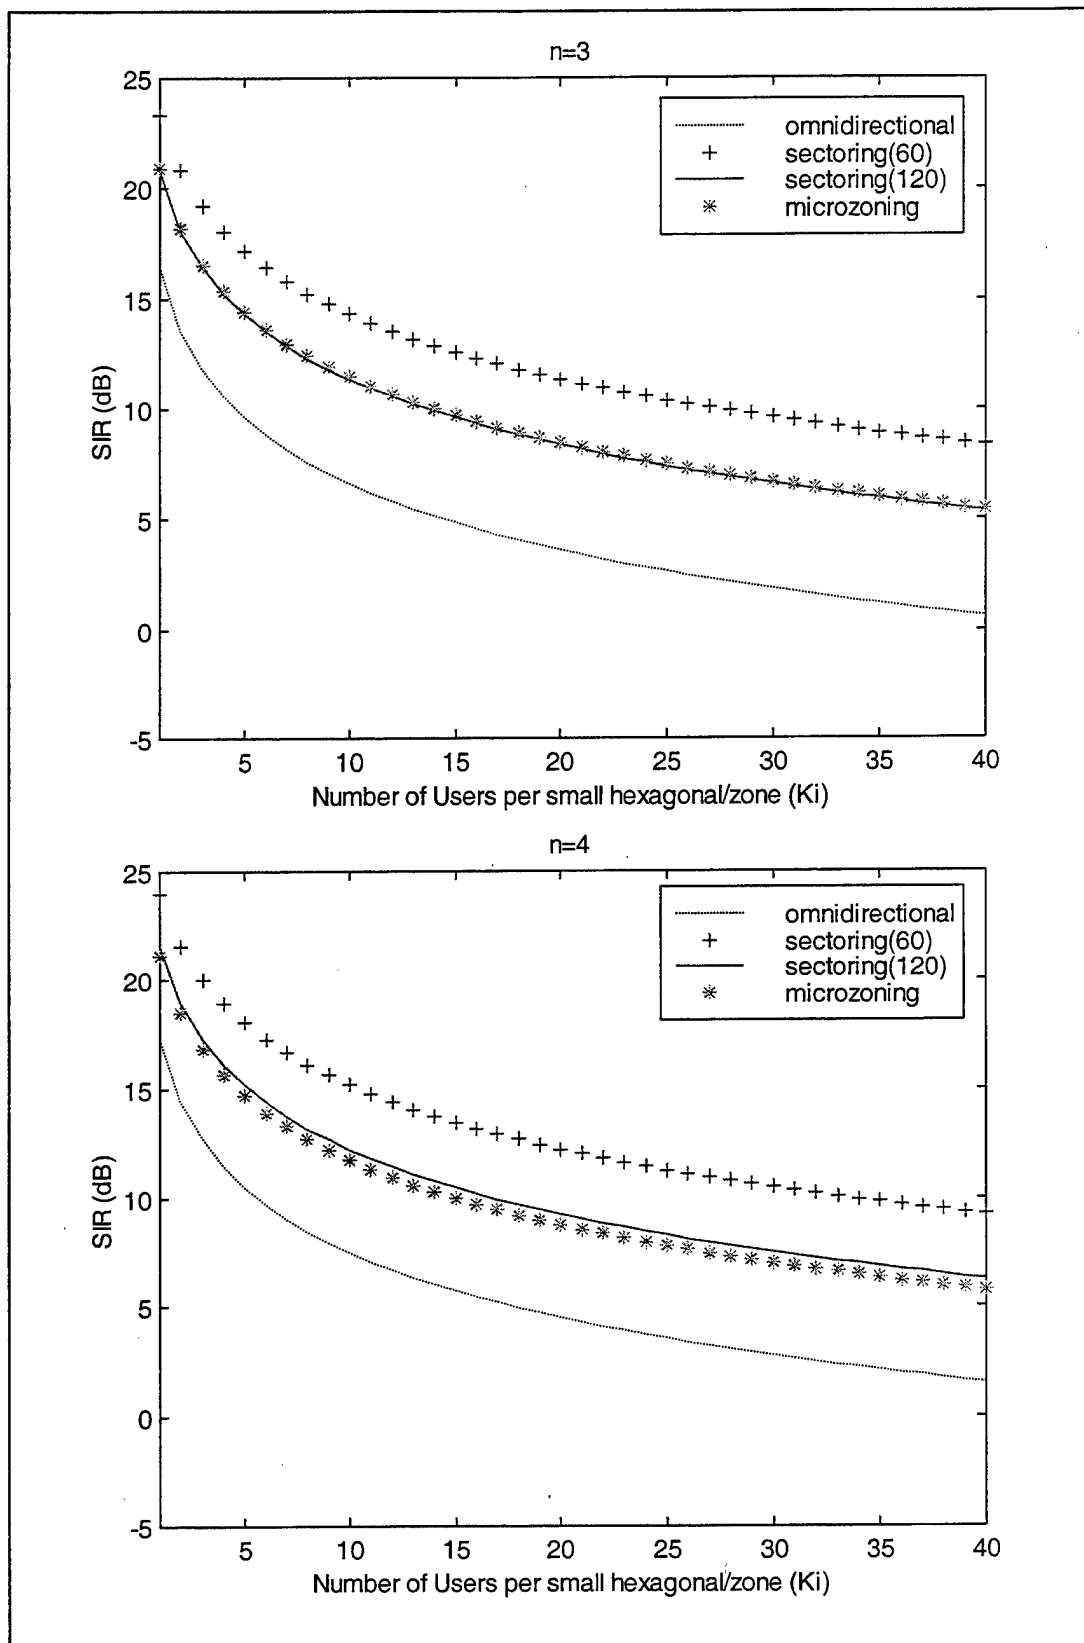 n=3
25
20
15
10
5
0
-5
SIR (dB)
omnidirectional
sectoring(60)
sectoring(120)
microzoning
5 10 15 20 25 30 35 40
Number of Users per small hexagonal/zone (Ki)
n=4
25
20
15
10
5
0
-5
SIR (dB)
omnidirectional
sectoring(60)
sectoring(120)
microzoning
5 10 15 20 25 30 35 40
Number of Users per small hexagonal/zone (Ki)